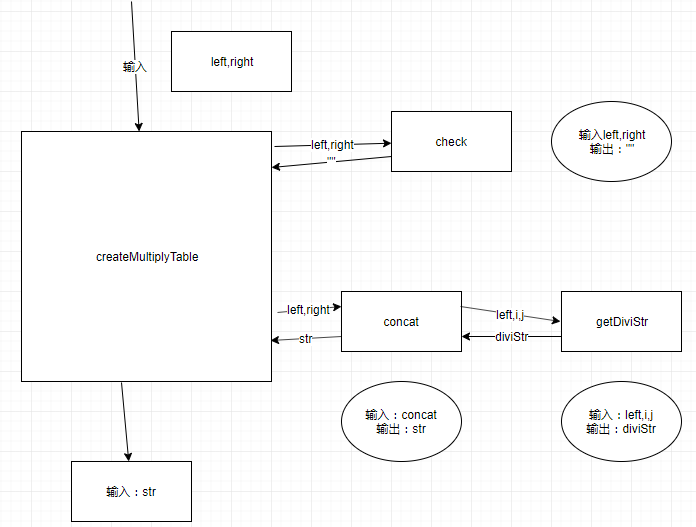 left,right
输入
check
输入left,right
输出：""
left,right
""
createMultiplyTable
left,right
str
concat
left,i,j
diviStr
getDiviStr
输入：concat
输出：str
输入：left,i,j
输出：diviStr
输入：str